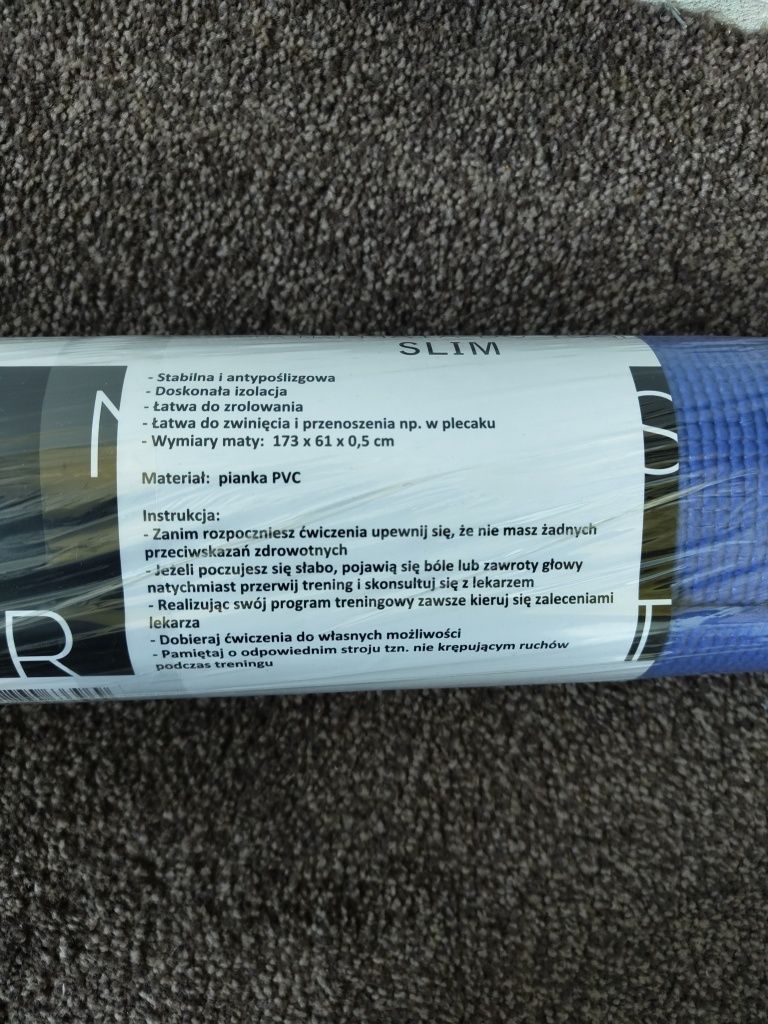 SLIM
- Stabilna i antypoślizgowa
- Doskonała izolacja
- Łatwa do zrolowania
- Łatwa do zwinięcia i przenoszenia np. w plecaku
- Wymiary maty: 173 x 61 x 0,5 cm
Materiał: pianka PVC
Instrukcja:
- Zanim rozpoczniesz ćwiczenia upewnij się, że nie masz żadnych
przeciwskazań zdrowotnych
- Jeżeli poczujesz się słabo, pojawią się bóle lub zawroty głowy
natychmiast przerwij trening i skonsultuj się z lekarzem
- Realizując swój program treningowy zawsze kieruj się zaleceniami
lekarza
- Dobieraj ćwiczenia do własnych możliwości
- Pamiętaj o odpowiednim stroju tzn. nie krępującym ruchów
podczas treningu
N
S
R
T